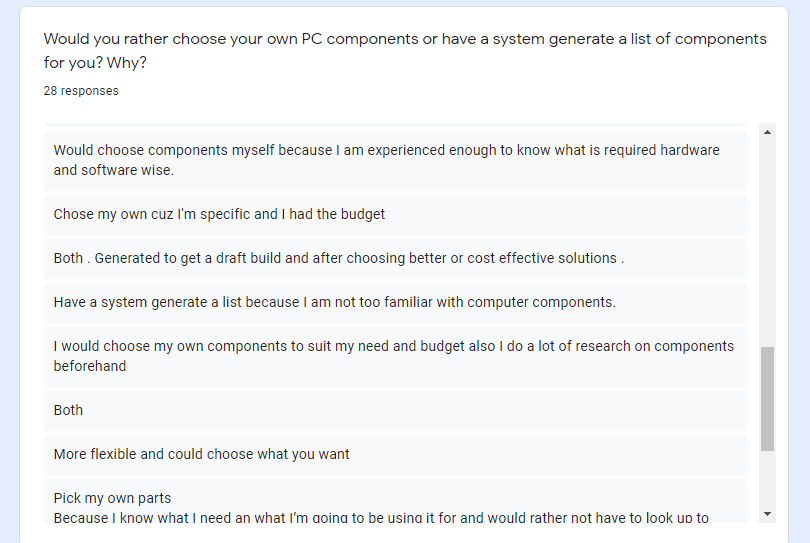 Would you rather choose your own PC components or have a system generate a list of components
for you? Why?
28 responses
Would choose components myself because I am experienced enough to know what is required hardware
and software wise.
Chose my own cuz I'm specific and I had the budget
Both . Generated to get a draft build and after choosing better or cost effective solutions .
Have a system generate a list because I am not too familiar with computer components.
I would choose my own components to suit my need and budget also I do a lot of research on components
beforehand
Both
More flexible and could choose what you want
Pick my own parts
Because I know what I need an what I’m going to be using it for and would rather not have to look up to